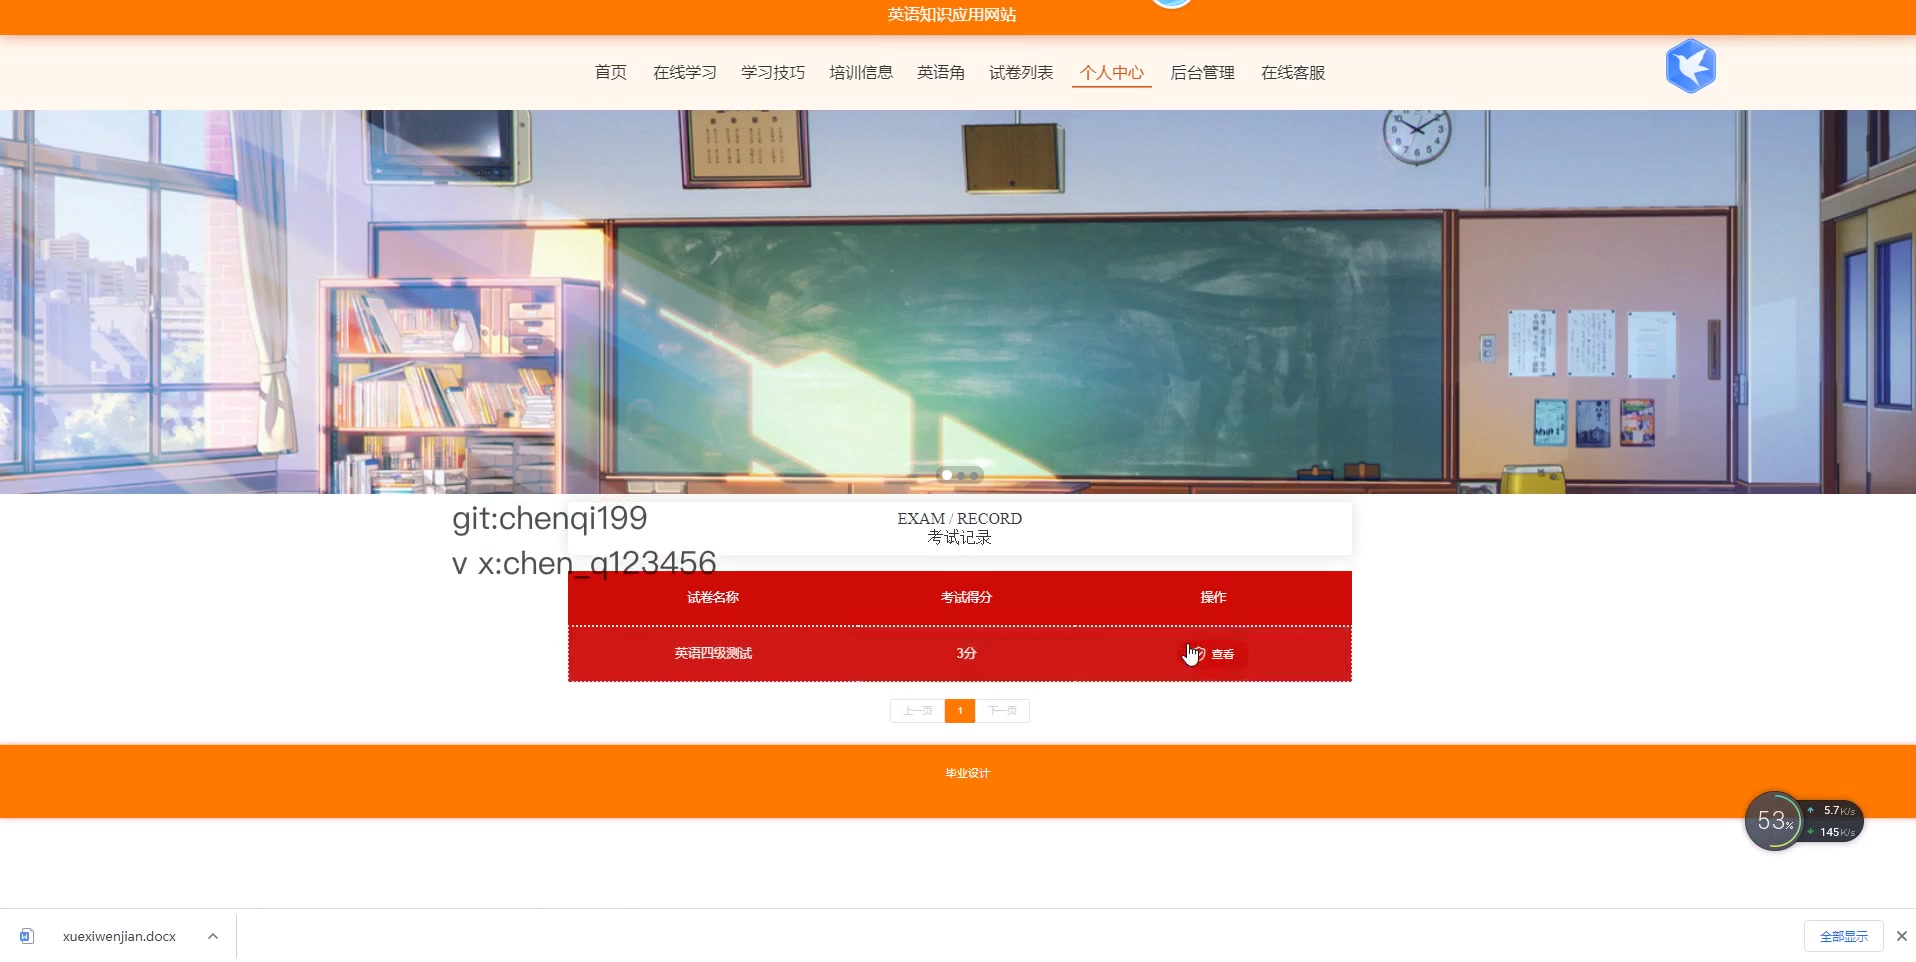 英语知识应用网站
首页 在线学习 学习技巧 培训信息 英语角 试卷列表 个人中心 后台管理 在线客服
git:chenqi199
v x:chen_q123456
EXAM / RECORD
考试记录
试卷名称 考试得分 操作
英语四级测试 3分 查看
上一页 1 下一页
毕业设计
53% 5.7K/s
145K/s
xuexiwenjian.docx 全部显示